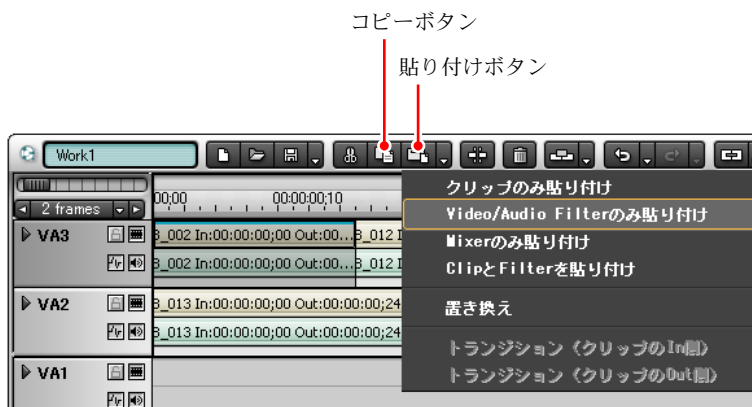 コピーボタン
貼り付けボタン
Work1
2 frames
00;00 00:00:00;10
VA3
B_002 In:00:00:00;00 Out:00... B_012 I
B_002 In:00:00:00;00 Out:00... B_012 I
VA2
B_013 In:00:00:00;00 Out:00:00:00;24
B_013 In:00:00:00;00 Out:00:00:00;24
VA1
クリップのみ貼り付け
Video/Audio Filterのみ貼り付け
Mixerのみ貼り付け
ClipとFilterを貼り付け
置き換え
トランジション（クリップのIn側）
トランジション（クリップのOut側）